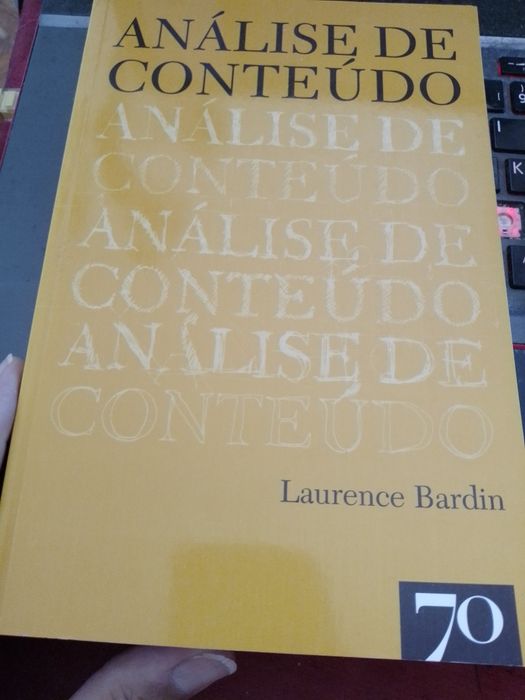 ANÁLISE DE
CONTEÚDO
ANÁLISE DE
CONTEÚDO
ANÁLISE DE
CONTEÚDO
ANÁLISE DE
CONTEÚDO
Laurence Bardin
70
K